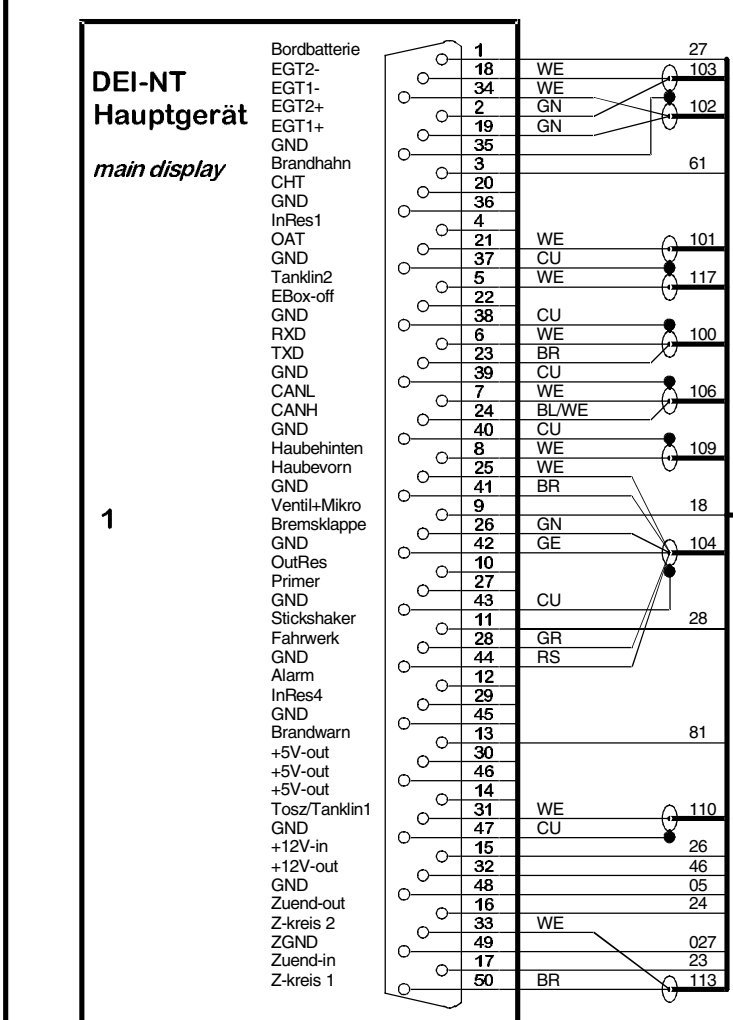 DEI-NT
Hauptgerät
main display
1
Bordbatterie 1 27
EGT2- 18 WE 103
EGT1- 34 WE
EGT2+ 2 GN 102
EGT1+ 19 GN
GND 35
Brandhahn 3 61
CHT 20
GND 36
InRes1 4
OAT 21 WE 101
GND 37 CU
Tanklin2 5 WE 117
EBox-off 22
GND 38 CU
RXD 6 WE 100
TXD 23 BR
GND 39 CU
CANL 7 WE 106
CANH 24 BL/WE
GND 40 CU
Haubehinten 8 WE 109
Haubevorn 25 WE
GND 41 BR
Ventil+Mikro 9 18
Bremsklappe 26 GN
GND 42 GE 104
OutRes 10
Primer 27
GND 43 CU
Stickshaker 11 28
Fahrwerk 28 GR
GND 44 RS
Alarm 12
InRes4 29
GND 45
Brandwarn 13 81
+5V-out 30
+5V-out 46
+5V-out 14
Tosz/Tanklin1 31 WE 110
GND 47 CU
+12V-in 15 26
+12V-out 32 46
GND 48 05
Zuend-out 16 24
Z-kreis 2 33 WE
ZGND 49 027
Zuend-in 17 23
Z-kreis 1 50 BR 113